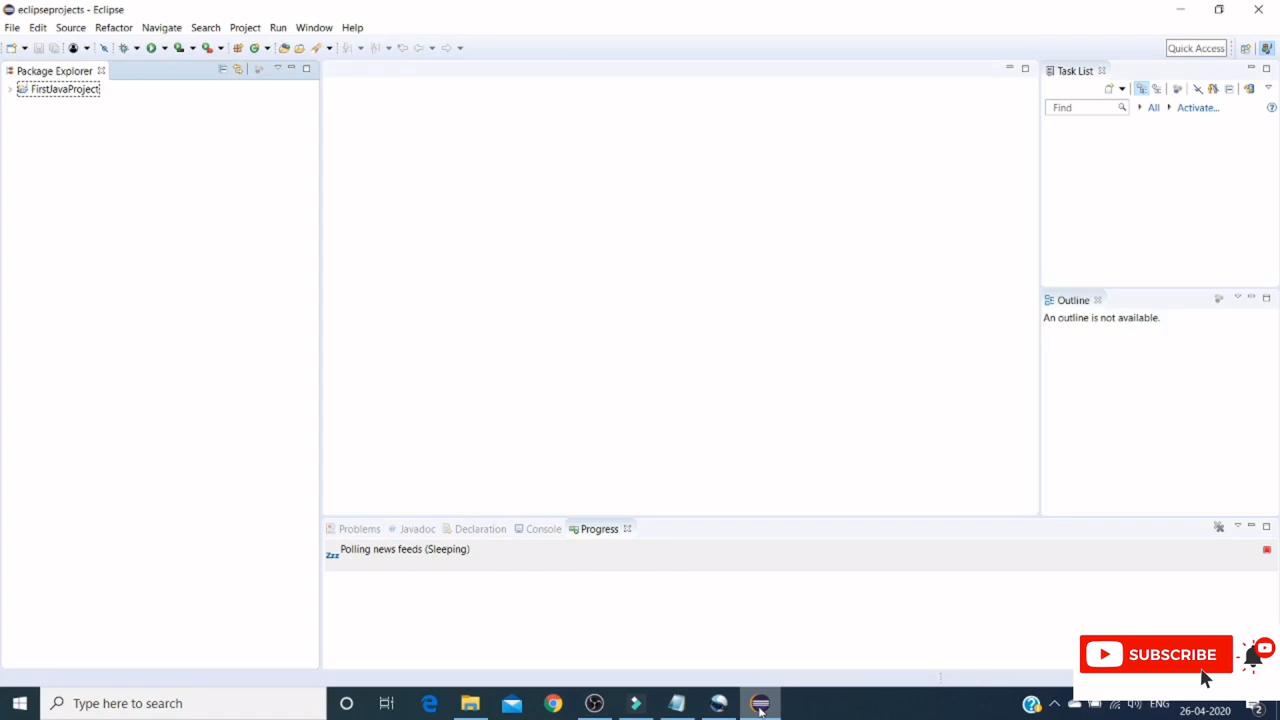 eclipseprojects - Eclipse
File Edit Source Refactor Navigate Search Project Run Window Help
Quick Access
Package Explorer
FirstJavaProject
Task List
Find
All
Activate...
Outline
An outline is not available.
Problems Javadoc Declaration Console Progress
Zzz Polling news feeds (Sleeping)
SUBSCRIBE
Type here to search
ENG
26-04-2020
2